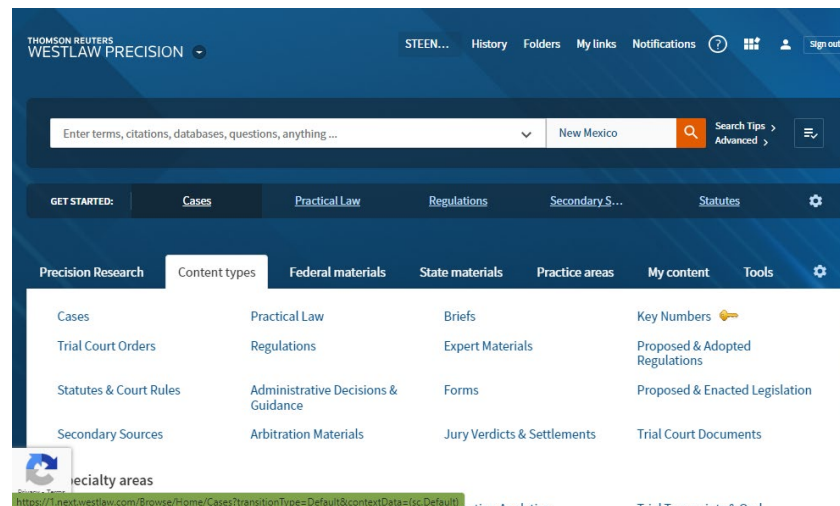 THOMSON REUTERS
WESTLAW PRECISION
STEEN... History Folders My links Notifications ? Sign out
Enter terms, citations, databases, questions, anything ... New Mexico Search Tips >
Advanced >
GET STARTED: Cases Practical Law Regulations Secondary S... Statutes
Precision Research Content types Federal materials State materials Practice areas My content Tools
Cases Practical Law Briefs Key Numbers
Trial Court Orders Regulations Expert Materials Proposed & Adopted
Regulations
Statutes & Court Rules Administrative Decisions &
Guidance Forms Proposed & Enacted Legislation
Secondary Sources Arbitration Materials Jury Verdicts & Settlements Trial Court Documents
ecialty areas
Privacy - Terms
https://1.next.westlaw.com/Browse/Home/Cases?transitionType=Default&contextData=(sc.Default)